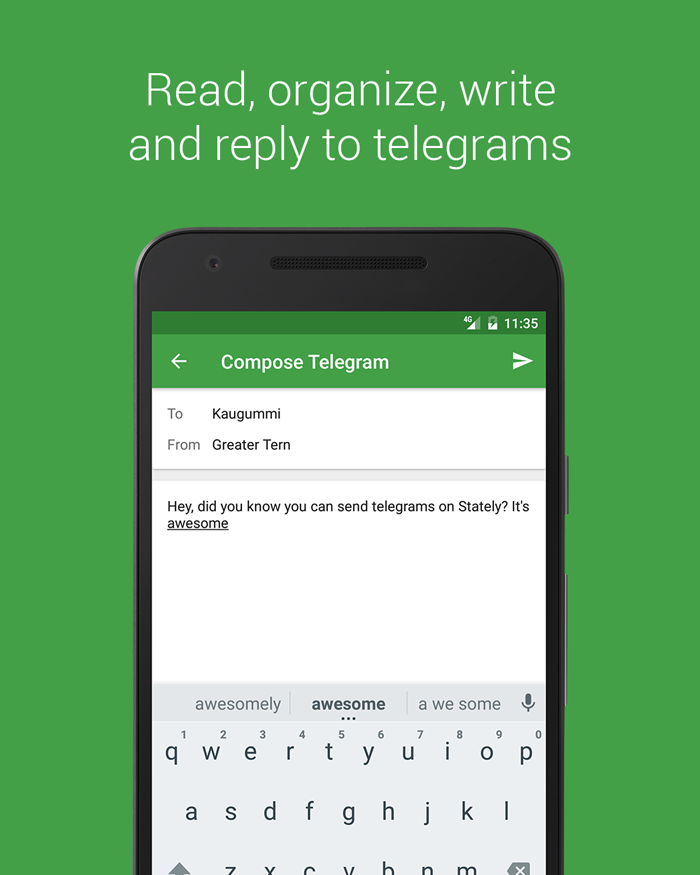 Read, organize, write
and reply to telegrams
4G 11:35
Compose Telegram
To Kaugummi
From Greater Tern
Hey, did you know you can send telegrams on Stately? It's
awesome
awesomely awesome a we some
1 2 3 4 5 6 7 8 9 0
q w e r t y u i o p
a s d f g h j k l
z x c v b n m